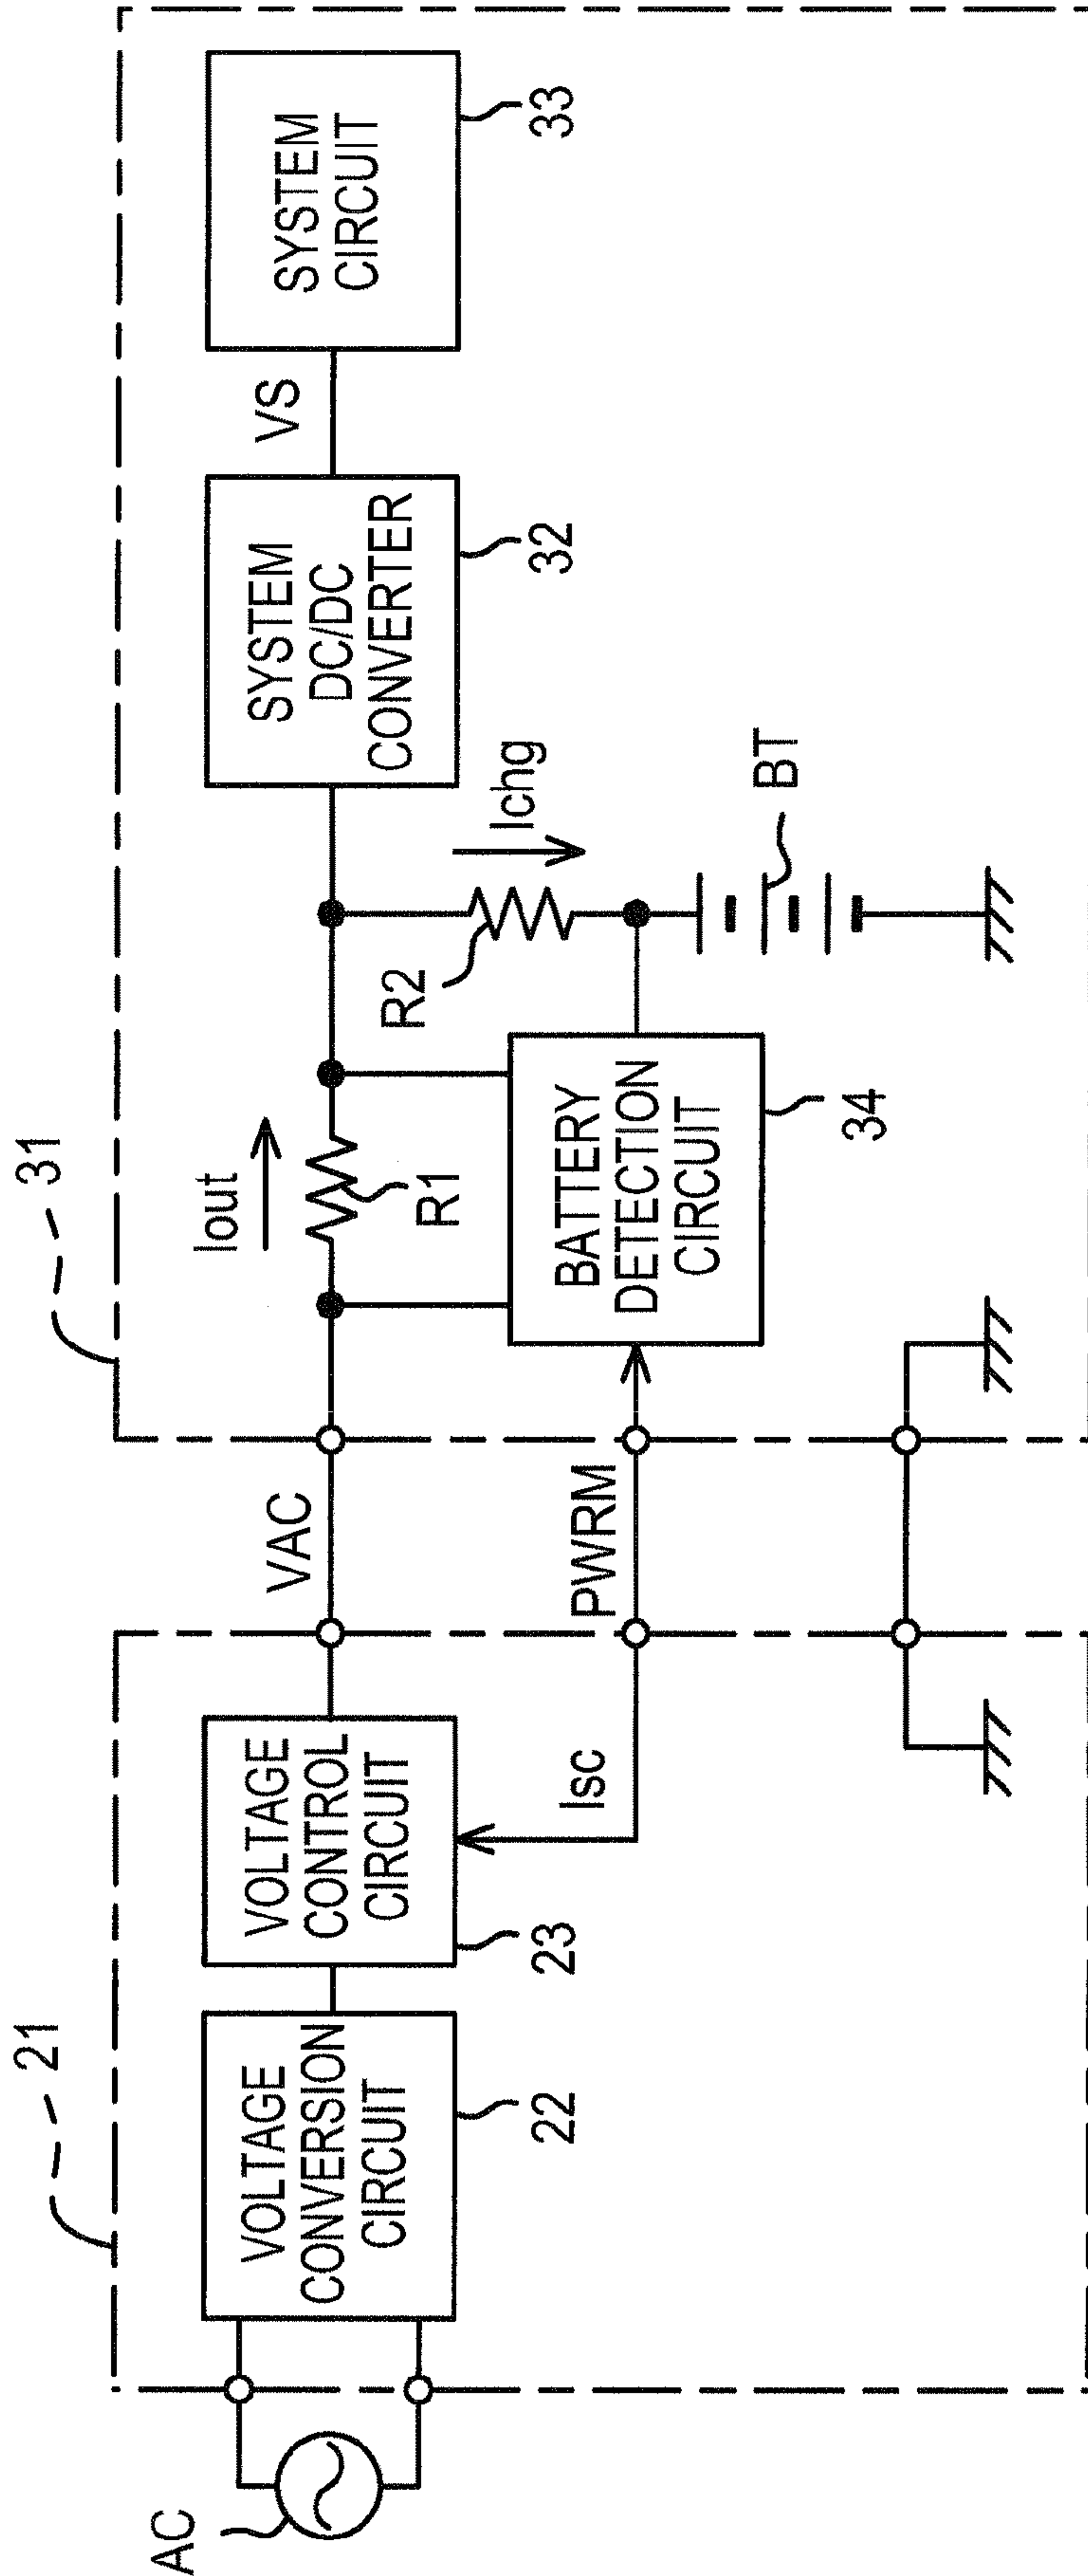 31
21
AC
VOLTAGE
CONVERSION
CIRCUIT
22
VOLTAGE
CONTROL
CIRCUIT
23
Isc
VAC
PWRM
Iout
R1
BATTERY
DETECTION
CIRCUIT
34
R2
Ichg
BT
SYSTEM
DC/DC
CONVERTER
32
VS
SYSTEM
CIRCUIT
33